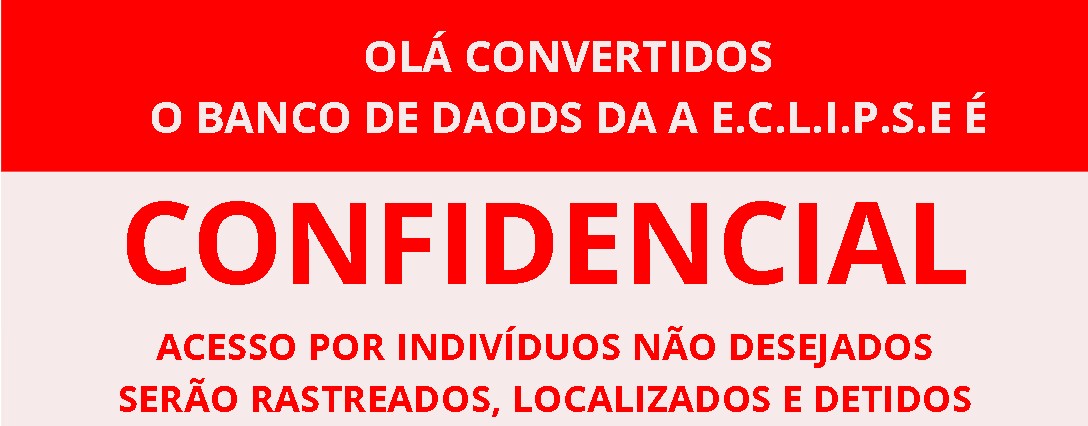 OLÁ CONVERTIDOS
O BANCO DE DAODS DA A E.C.L.I.P.S.E É
CONFIDENCIAL
ACESSO POR INDIVÍDUOS NÃO DESEJADOS
SERÃO RASTREADOS, LOCALIZADOS E DETIDOS